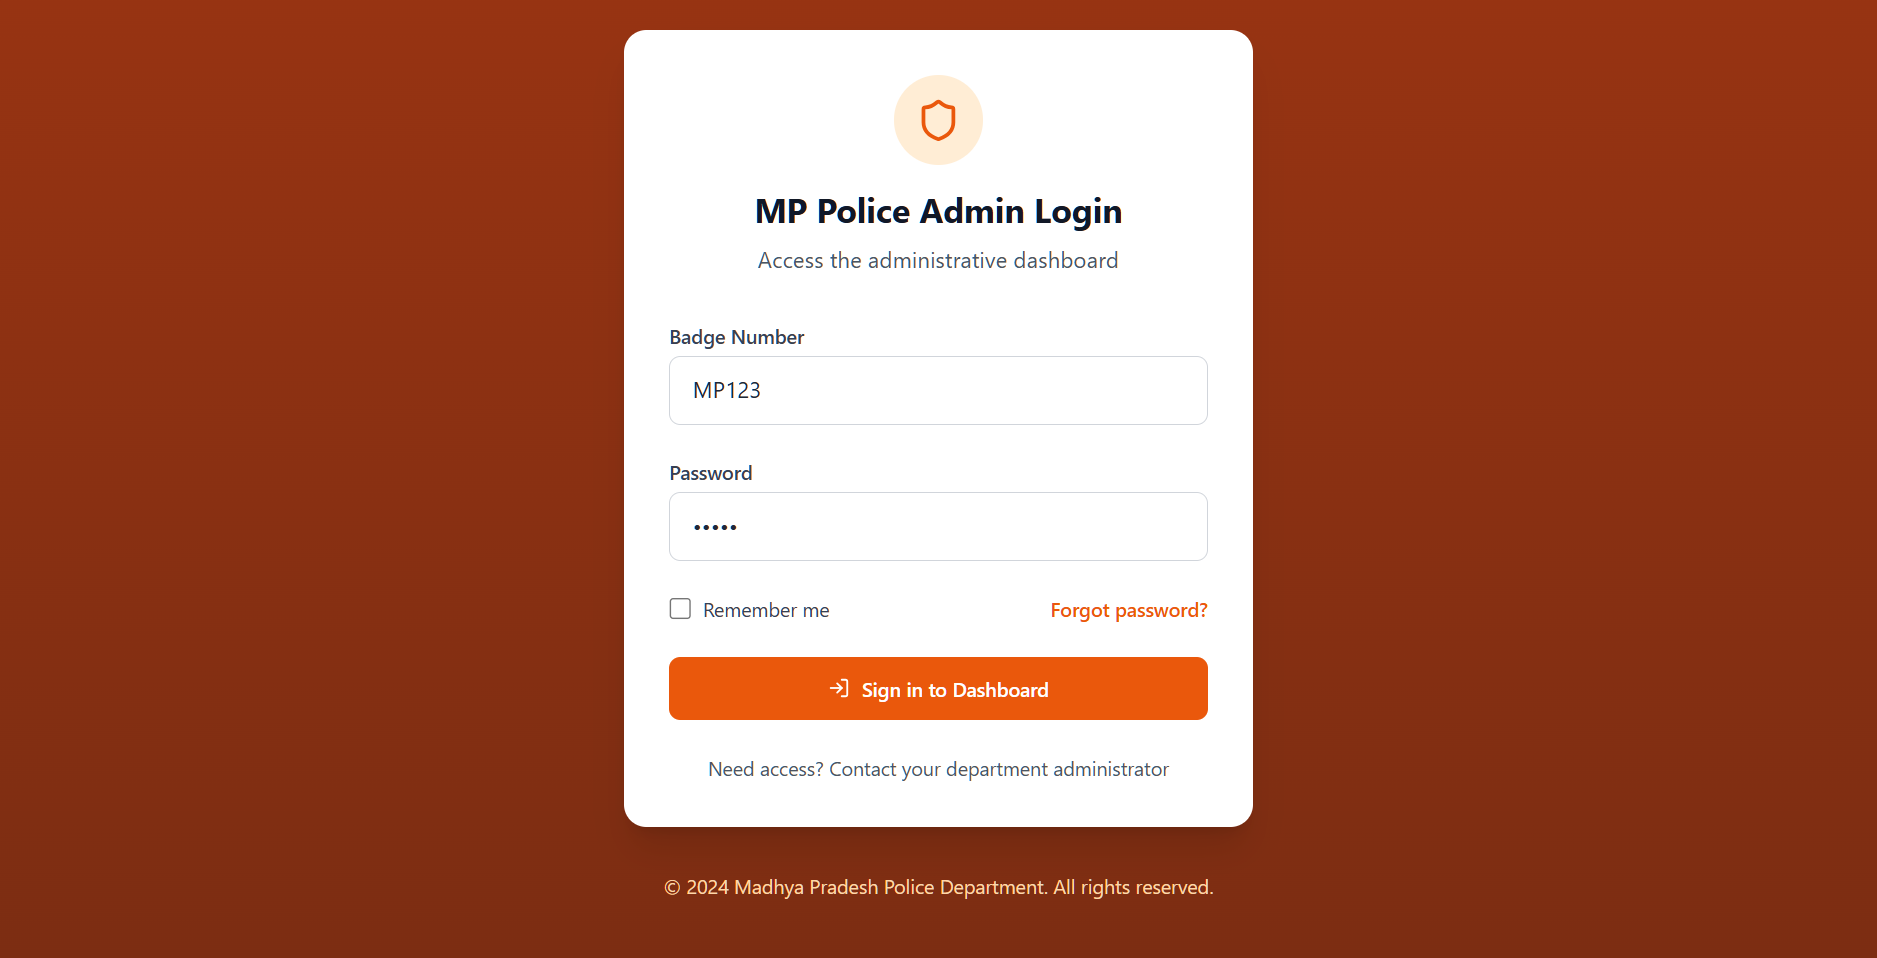 MP Police Admin Login
Access the administrative dashboard
Badge Number
MP123
Password
•••••
Remember me
Forgot password?
Sign in to Dashboard
Need access? Contact your department administrator
© 2024 Madhya Pradesh Police Department. All rights reserved.